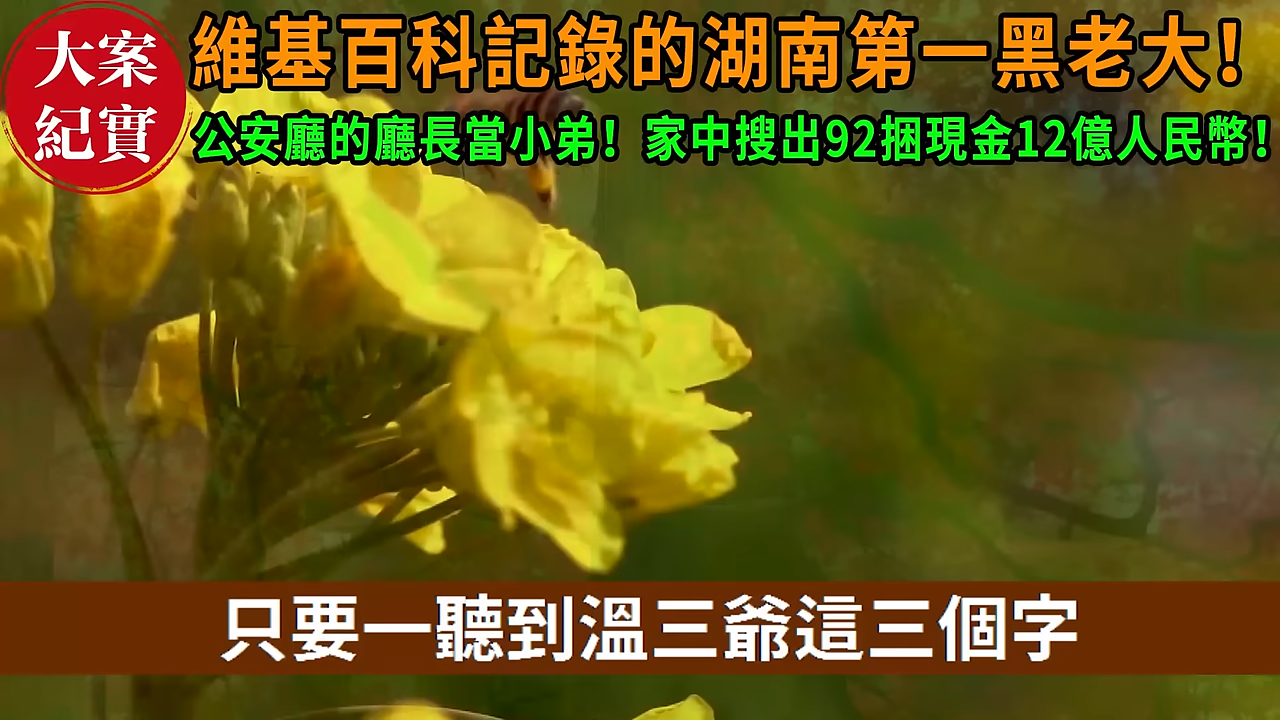 大案
紀實
維基百科記錄的湖南第一黑老大！
公安廳的廳長當小弟！家中搜出92捆現金12億人民幣！
只要一聽到溫三爺這三個字